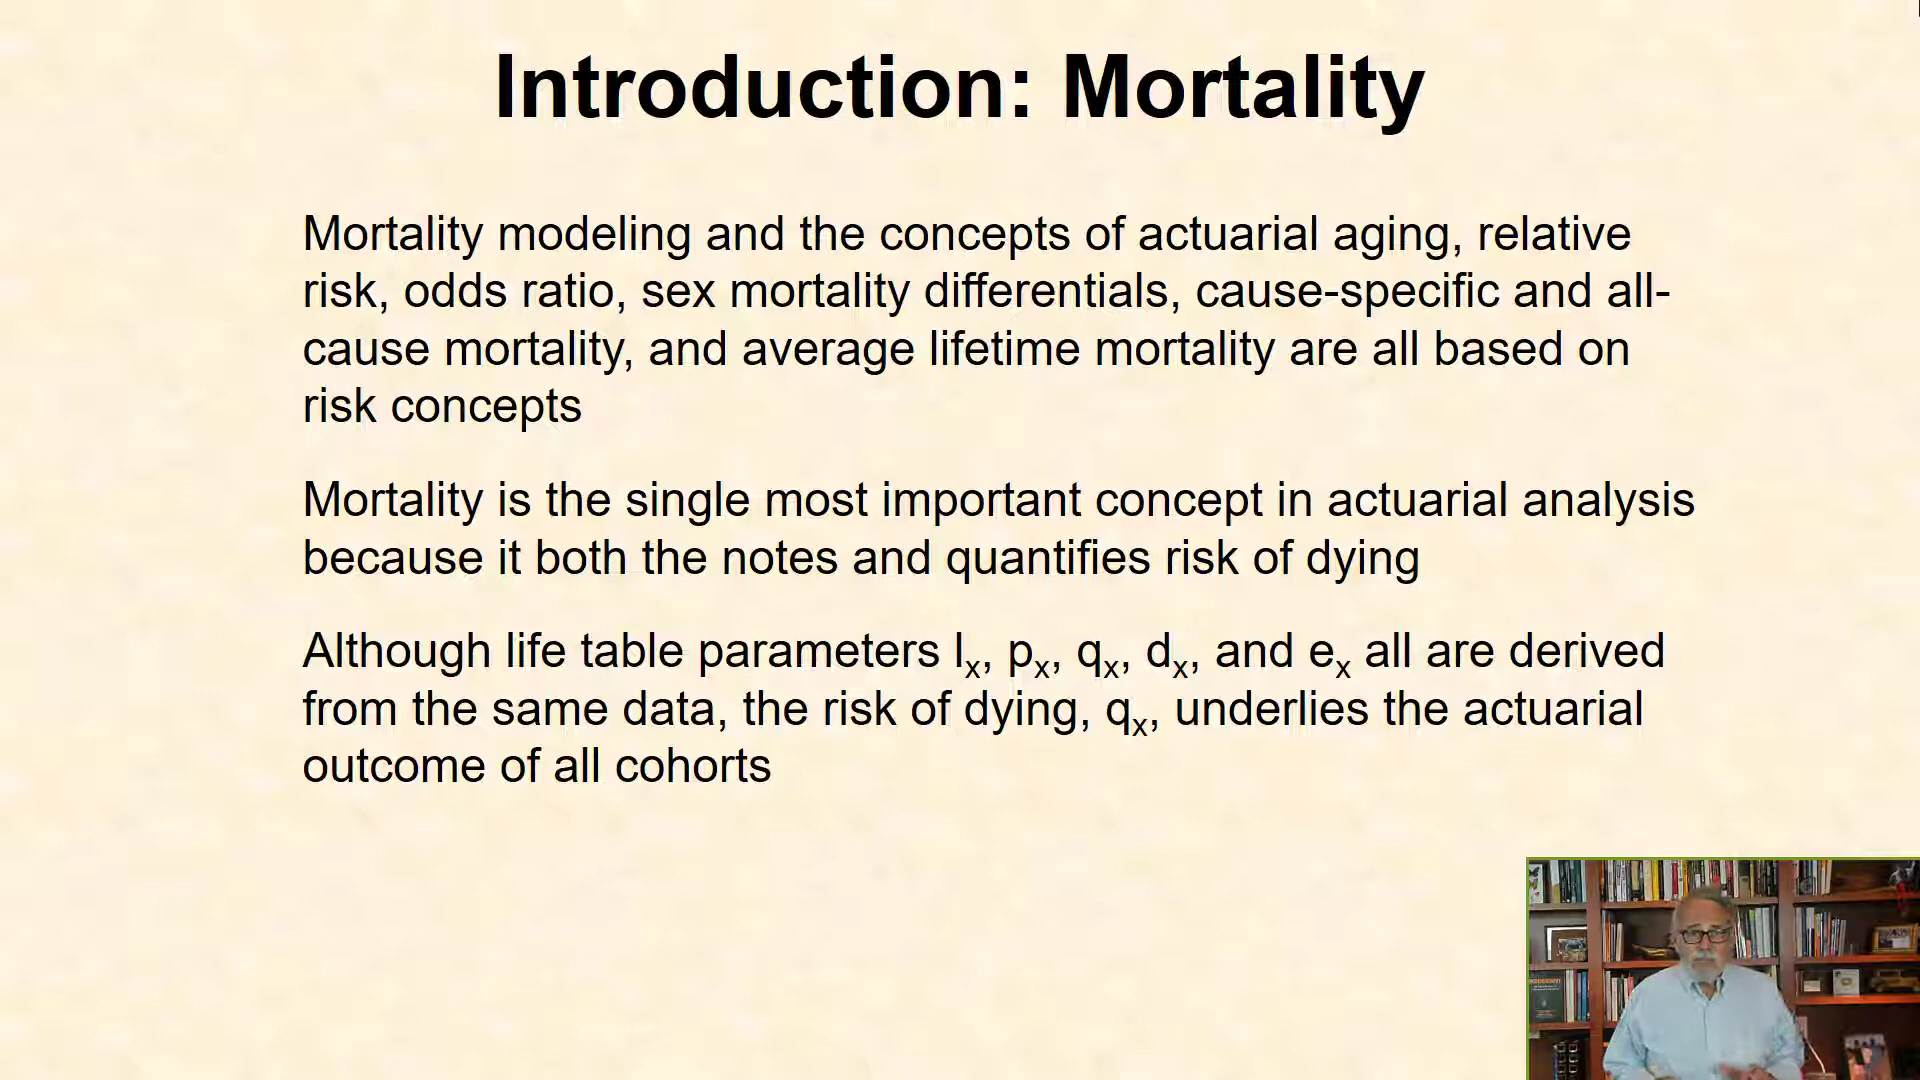 Introduction: Mortality
Mortality modeling and the concepts of actuarial aging, relative
risk, odds ratio, sex mortality differentials, cause-specific and all-
cause mortality, and average lifetime mortality are all based on
risk concepts
Mortality is the single most important concept in actuarial analysis
because it both the notes and quantifies risk of dying
Although life table parameters lₓ, pₓ, qₓ, dₓ, and eₓ all are derived
from the same data, the risk of dying, qₓ, underlies the actuarial
outcome of all cohorts